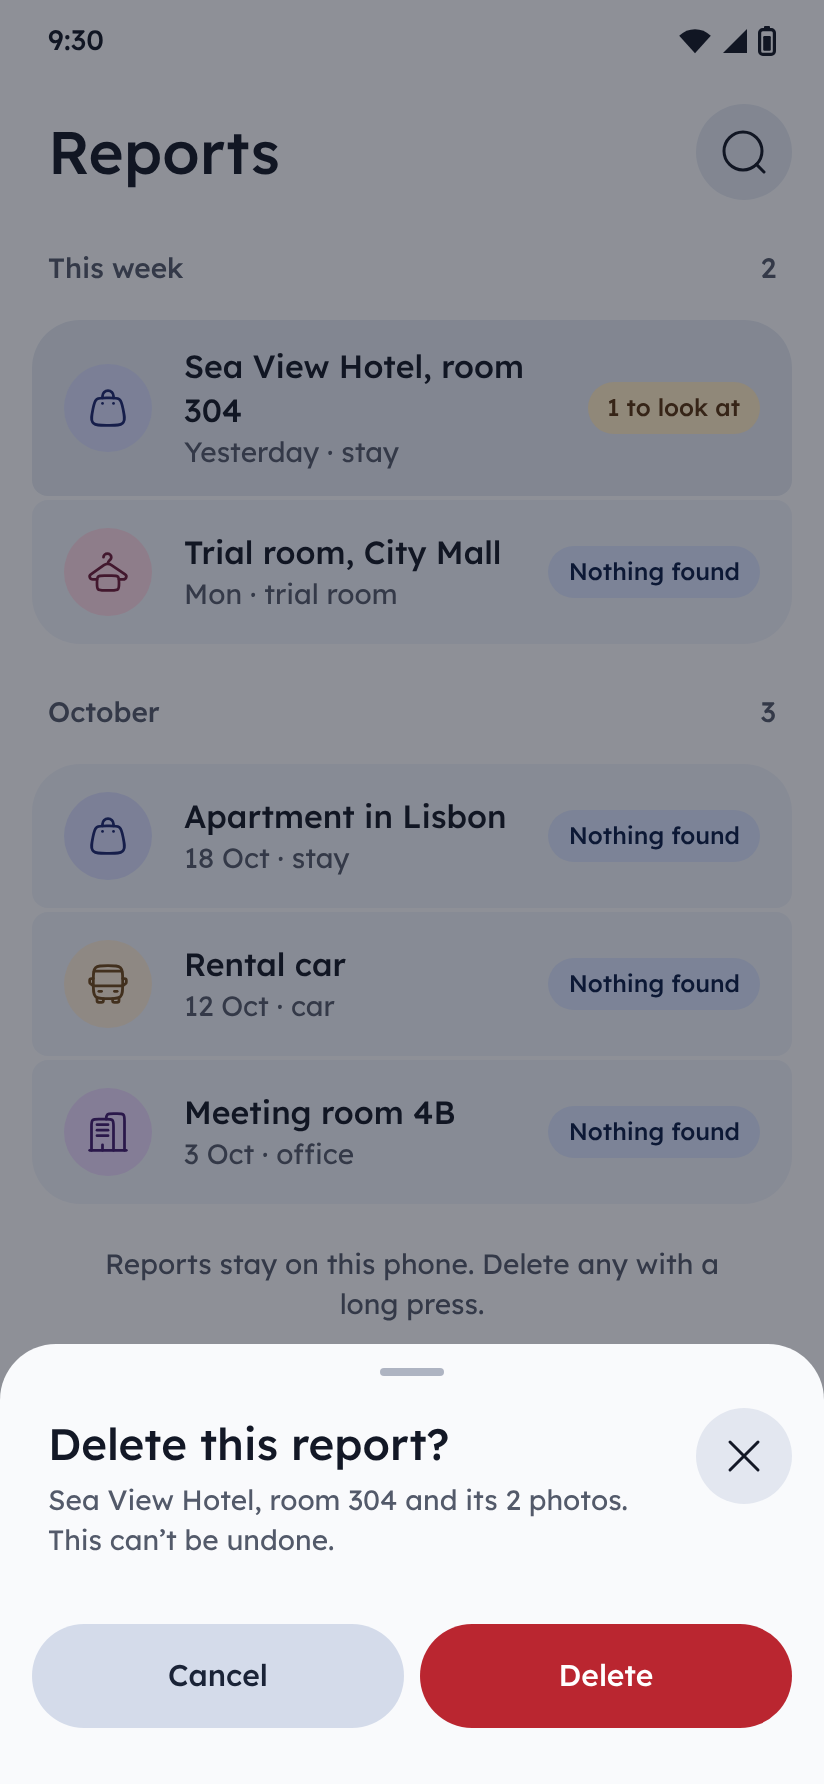 9:30
Reports
This week 2
Sea View Hotel, room
304
Yesterday · stay
1 to look at
Trial room, City Mall
Mon · trial room
Nothing found
October 3
Apartment in Lisbon
18 Oct · stay
Nothing found
Rental car
12 Oct · car
Nothing found
Meeting room 4B
3 Oct · office
Nothing found
Reports stay on this phone. Delete any with a
long press.
Delete this report?
Sea View Hotel, room 304 and its 2 photos.
This can’t be undone.
Cancel Delete